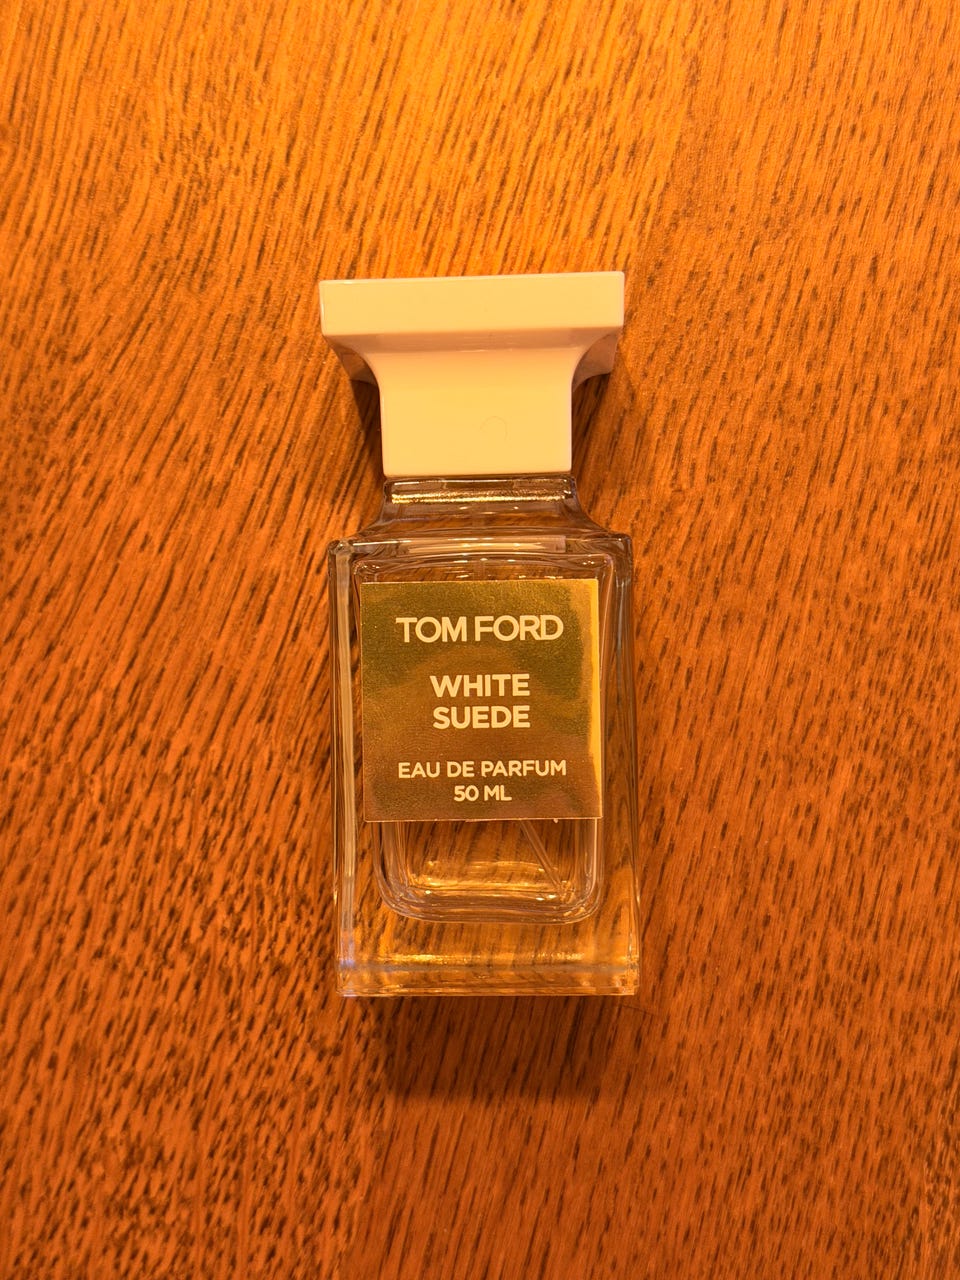 TOM FORD
WHITE
SUEDE
EAU DE PARFUM
50 ML